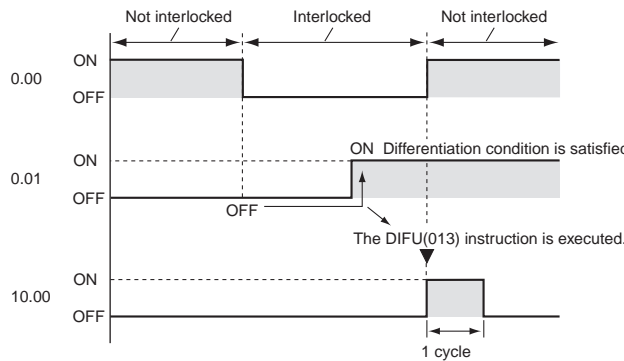 Not interlocked Interlocked Not interlocked
ON
0.00
OFF
ON Differentiation condition is satisfied
ON
0.01
OFF
OFF
The DIFU(013) instruction is executed.
ON
10.00
OFF
1 cycle